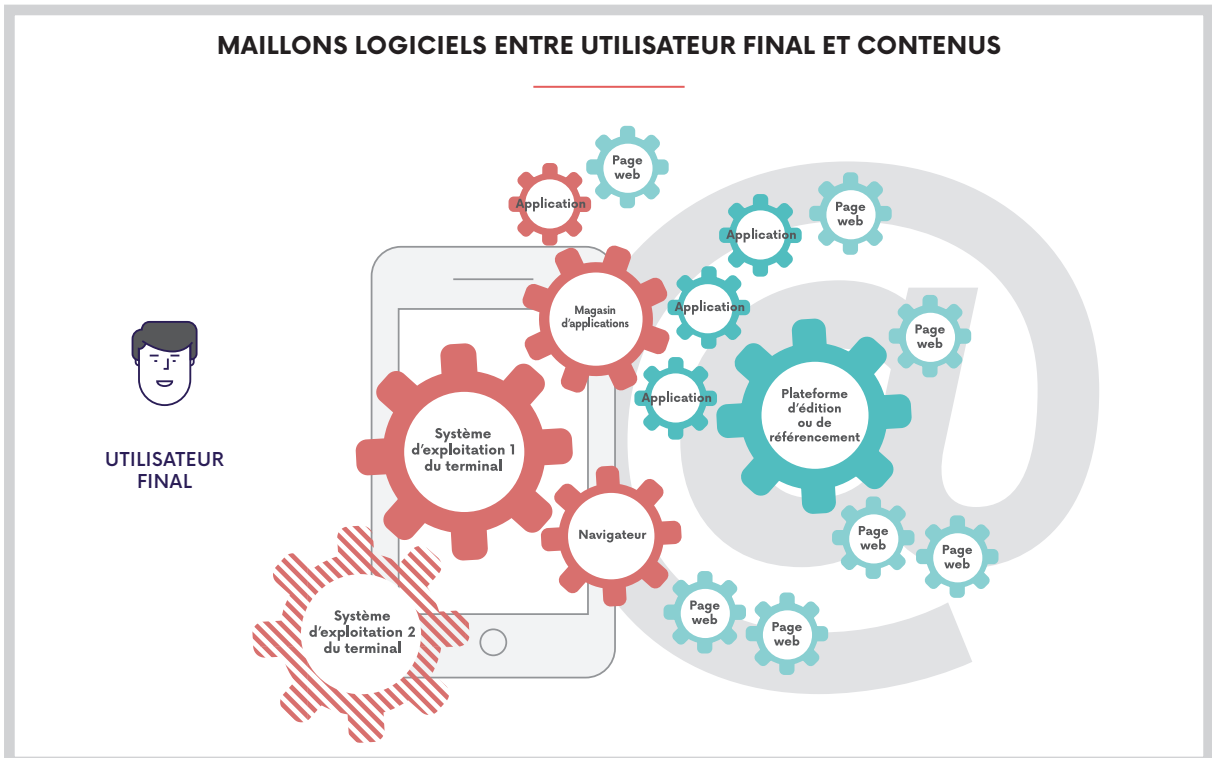 MAILLONS LOGICIELS ENTRE UTILISATEUR FINAL ET CONTENUS
Page
web
Application
Page
web
Application
Magasin
d'applications
Application
Page
web
Application
Plateforme
d'édition
ou de
référencement
Système
d'exploitation 1
du terminal
UTILISATEUR
FINAL
Navigateur
Page
web
Page
web
Système
d'exploitation 2
du terminal
Page
web
Page
web